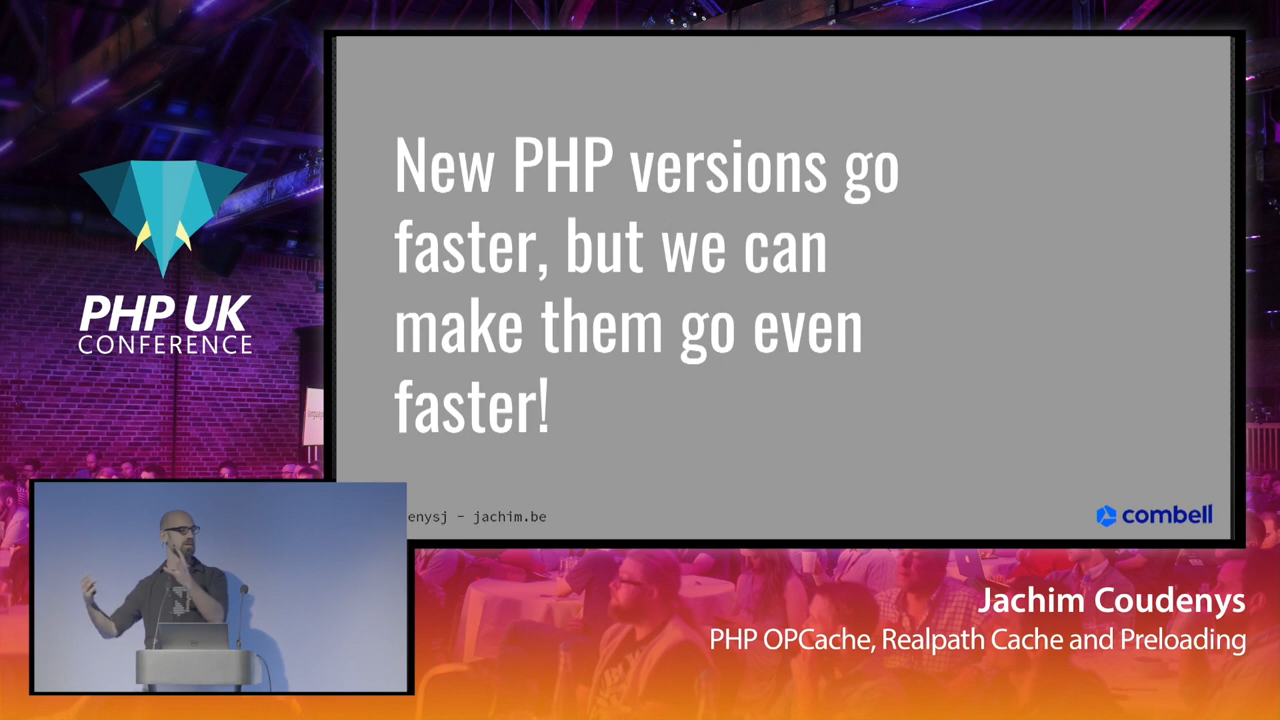 New PHP versions go
faster, but we can
make them go even
faster!
enysj - jachim.be
combell
PHP UK
CONFERENCE
Jachim Coudenys
PHP OPCache, Realpath Cache and Preloading